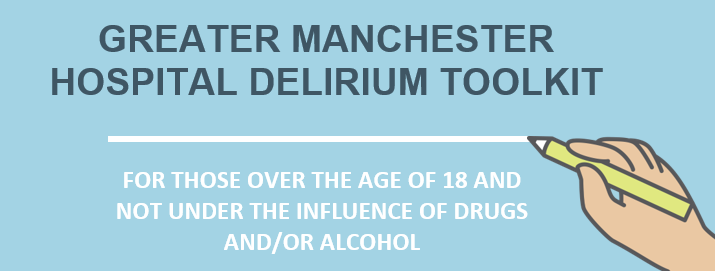 GREATER MANCHESTER
HOSPITAL DELIRIUM TOOLKIT
FOR THOSE OVER THE AGE OF 18 AND
NOT UNDER THE INFLUENCE OF DRUGS
AND/OR ALCOHOL